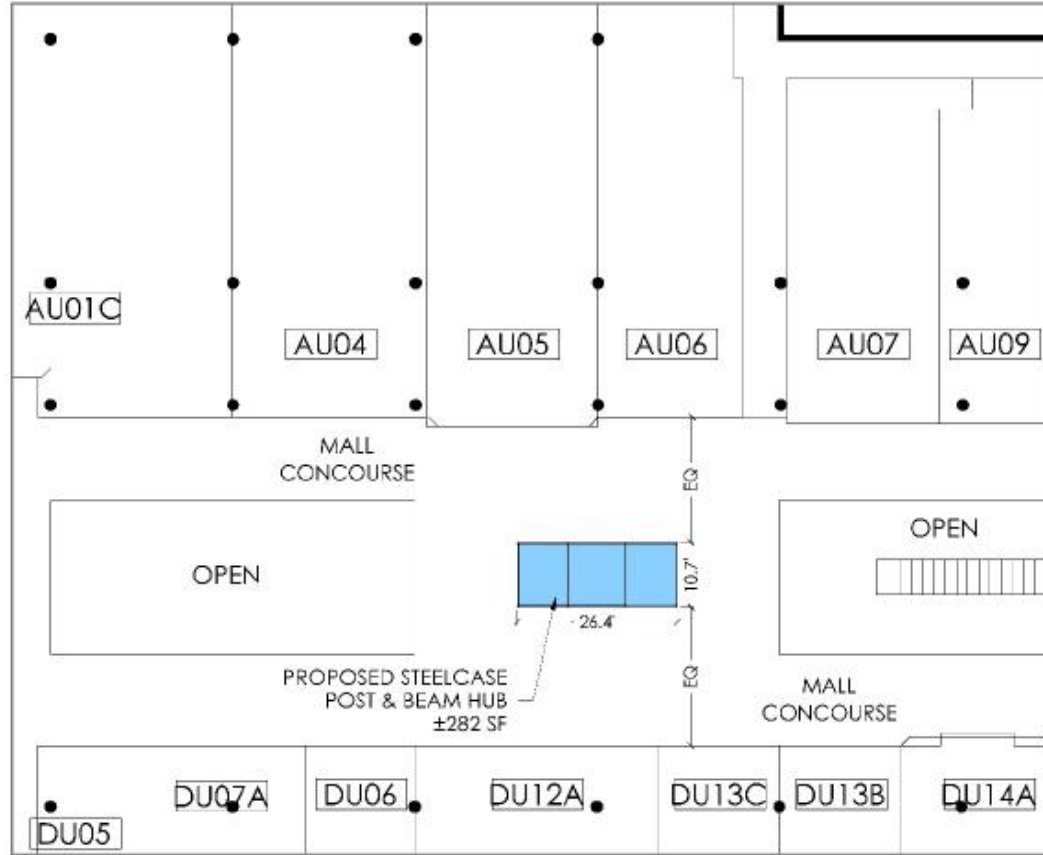 AU01C
AU04
AU05
AU06
AU07
AU09
MALL
CONCOURSE
EQ
OPEN
OPEN
10.7'
26.4'
PROPOSED STEELCASE
POST & BEAM HUB
±282 SF
EQ
MALL
CONCOURSE
DU05
DU07A
DU06
DU12A
DU13C
DU13B
DU14A